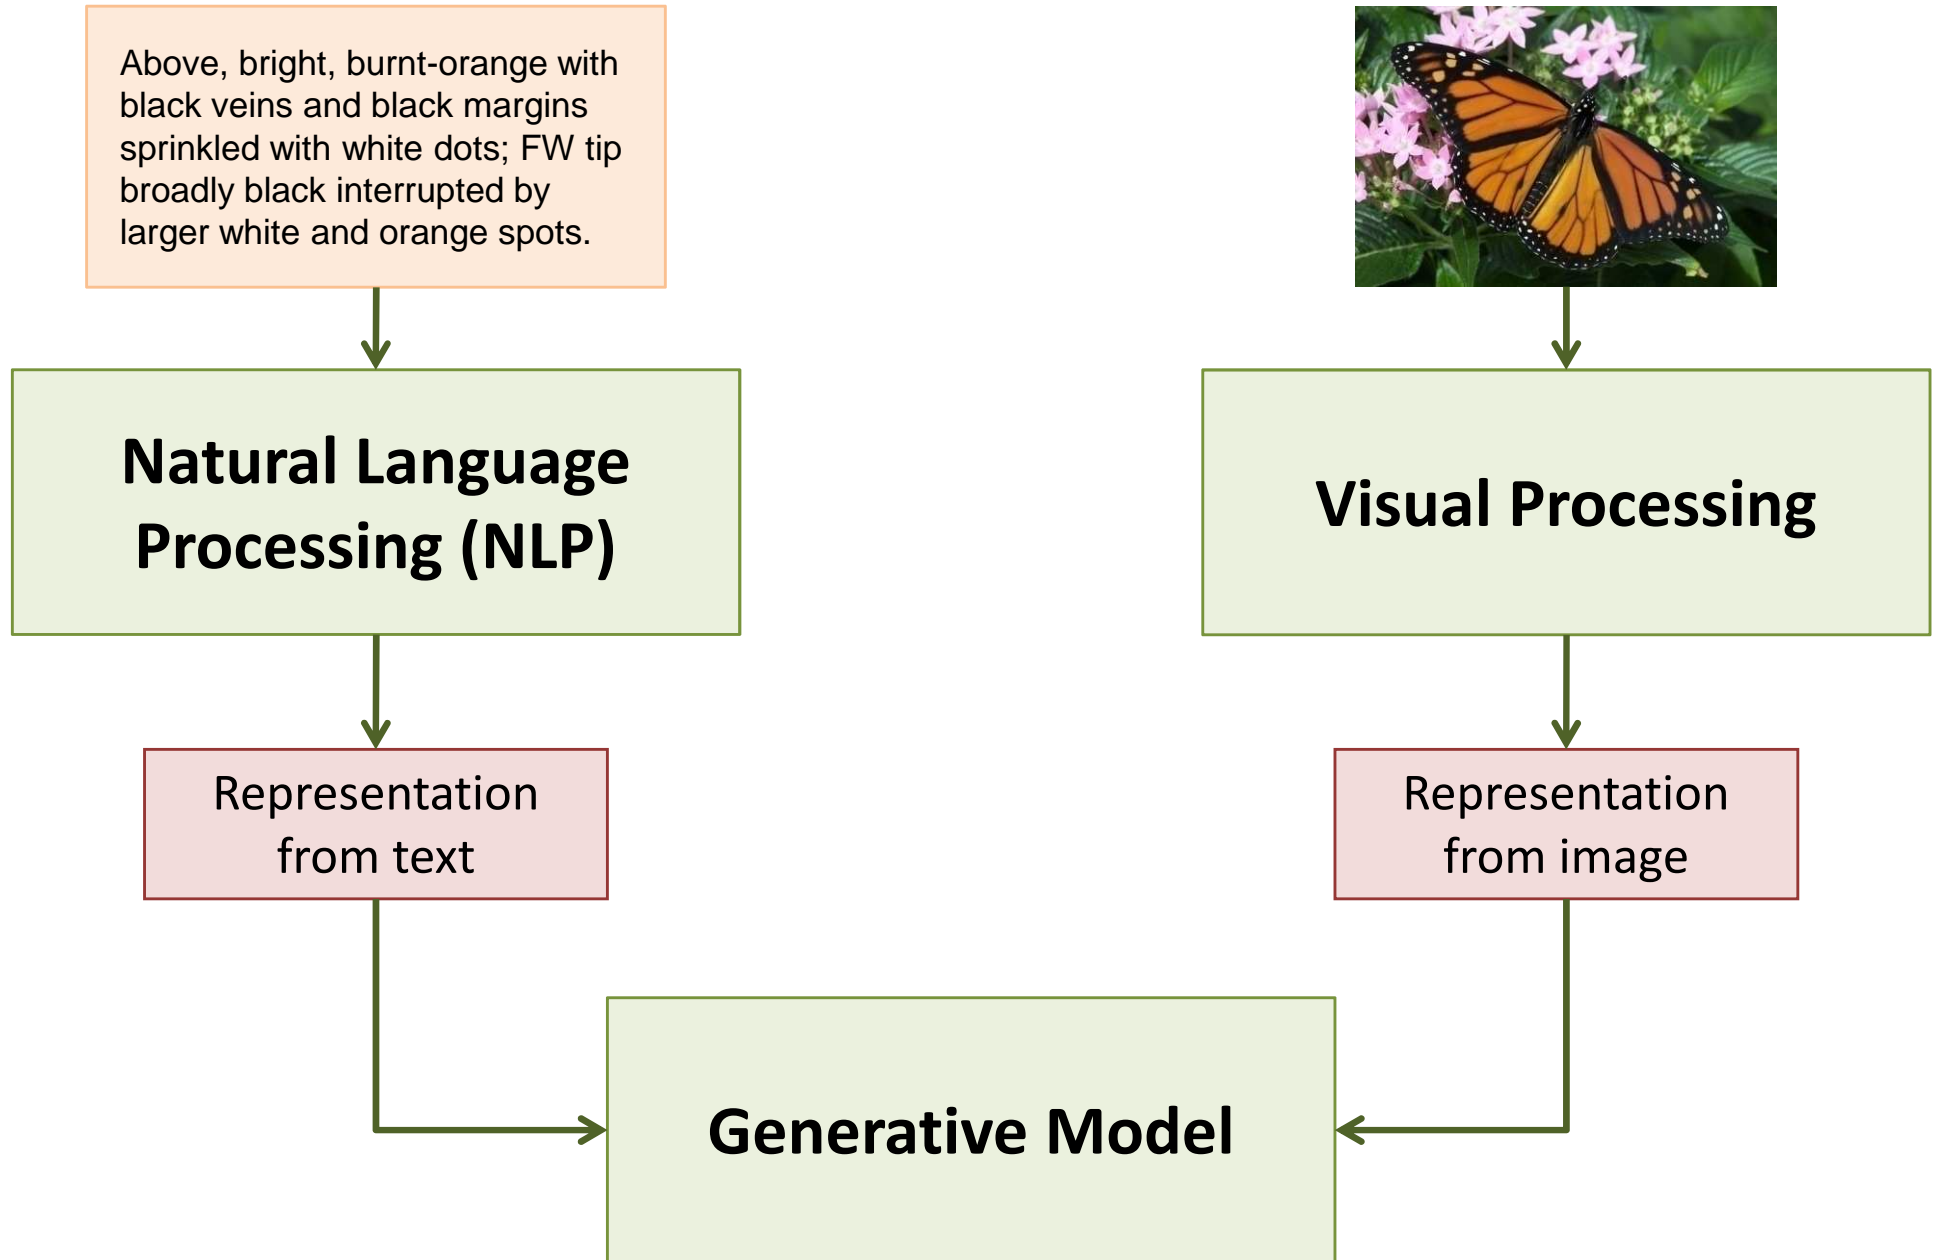 Above, bright, burnt-orange with
black veins and black margins
sprinkled with white dots; FW tip
broadly black interrupted by
larger white and orange spots.
Natural Language
Processing (NLP)
Visual Processing
Representation
from text
Representation
from image
Generative Model